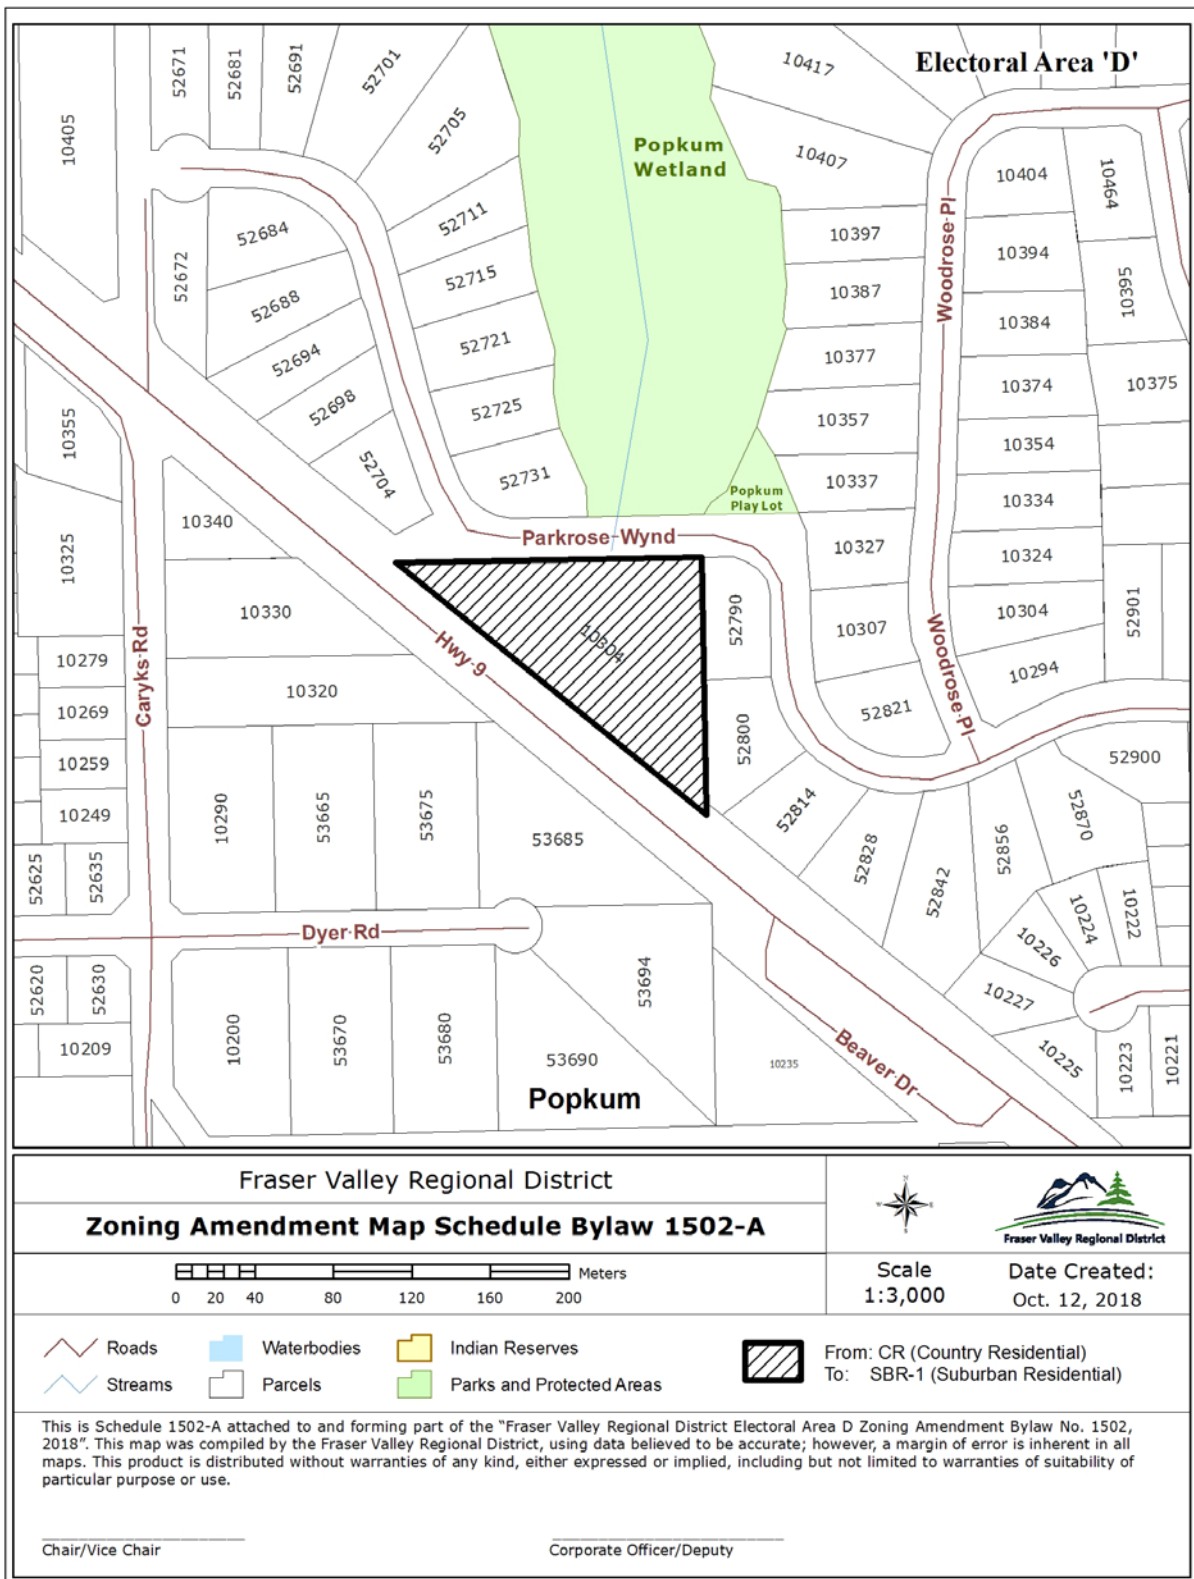 Electoral Area 'D'
52671
52681
52691
52701
52705
10405
10417
10407
Popkum
Wetland
10404
10464
52711
52684
52672
10397
Woodrose Pl
10394
52715
52688
10387
10395
10384
52721
52694
10377
10374
10375
52698
52725
10355
10357
10354
52704
52731
10337
10334
Popkum
Play Lot
10340
Parkrose Wynd
10325
10327
10324
10330
52790
10304
10304
52901
10307
Hwy 9
Woodrose Pl
10279
Caryks Rd
10320
10294
10269
52821
52800
10259
52900
10290
53665
53675
10249
52814
52870
53685
52828
52856
52625
52635
52842
10224
10222
Dyer Rd
10226
52620
52630
53694
10227
10200
53670
53680
10209
53690
10235
Beaver Dr
10225
10223
10221
Popkum
Fraser Valley Regional District
Zoning Amendment Map Schedule Bylaw 1502-A
Meters
0 20 40 80 120 160 200
N
W E
S
Fraser Valley Regional District
Scale
1:3,000
Date Created:
Oct. 12, 2018
Roads
Waterbodies
Indian Reserves
Streams
Parcels
Parks and Protected Areas
From: CR (Country Residential)
To: SBR-1 (Suburban Residential)
This is Schedule 1502-A attached to and forming part of the “Fraser Valley Regional District Electoral Area D Zoning Amendment Bylaw No. 1502,
2018”. This map was compiled by the Fraser Valley Regional District, using data believed to be accurate; however, a margin of error is inherent in all
maps. This product is distributed without warranties of any kind, either expressed or implied, including but not limited to warranties of suitability of
particular purpose or use.
Chair/Vice Chair
Corporate Officer/Deputy